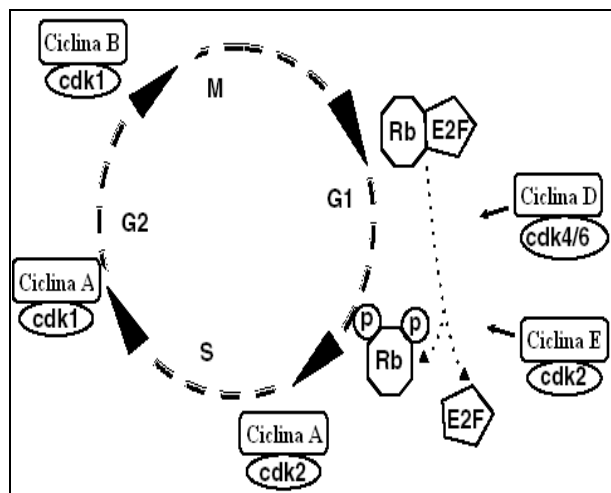 Ciclina B
cdk1
M
Rb
E2F
G1
Ciclina D
cdk4/6
G2
Ciclina A
cdk1
P
P
Rb
Ciclina E
cdk2
S
E2F
Ciclina A
cdk2